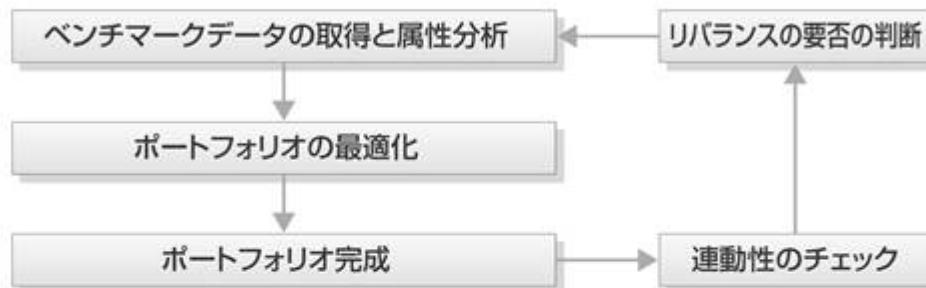 ベンチマークデータの取得と属性分析
リバランスの要否の判断
ポートフォリオの最適化
ポートフォリオ完成
連動性のチェック